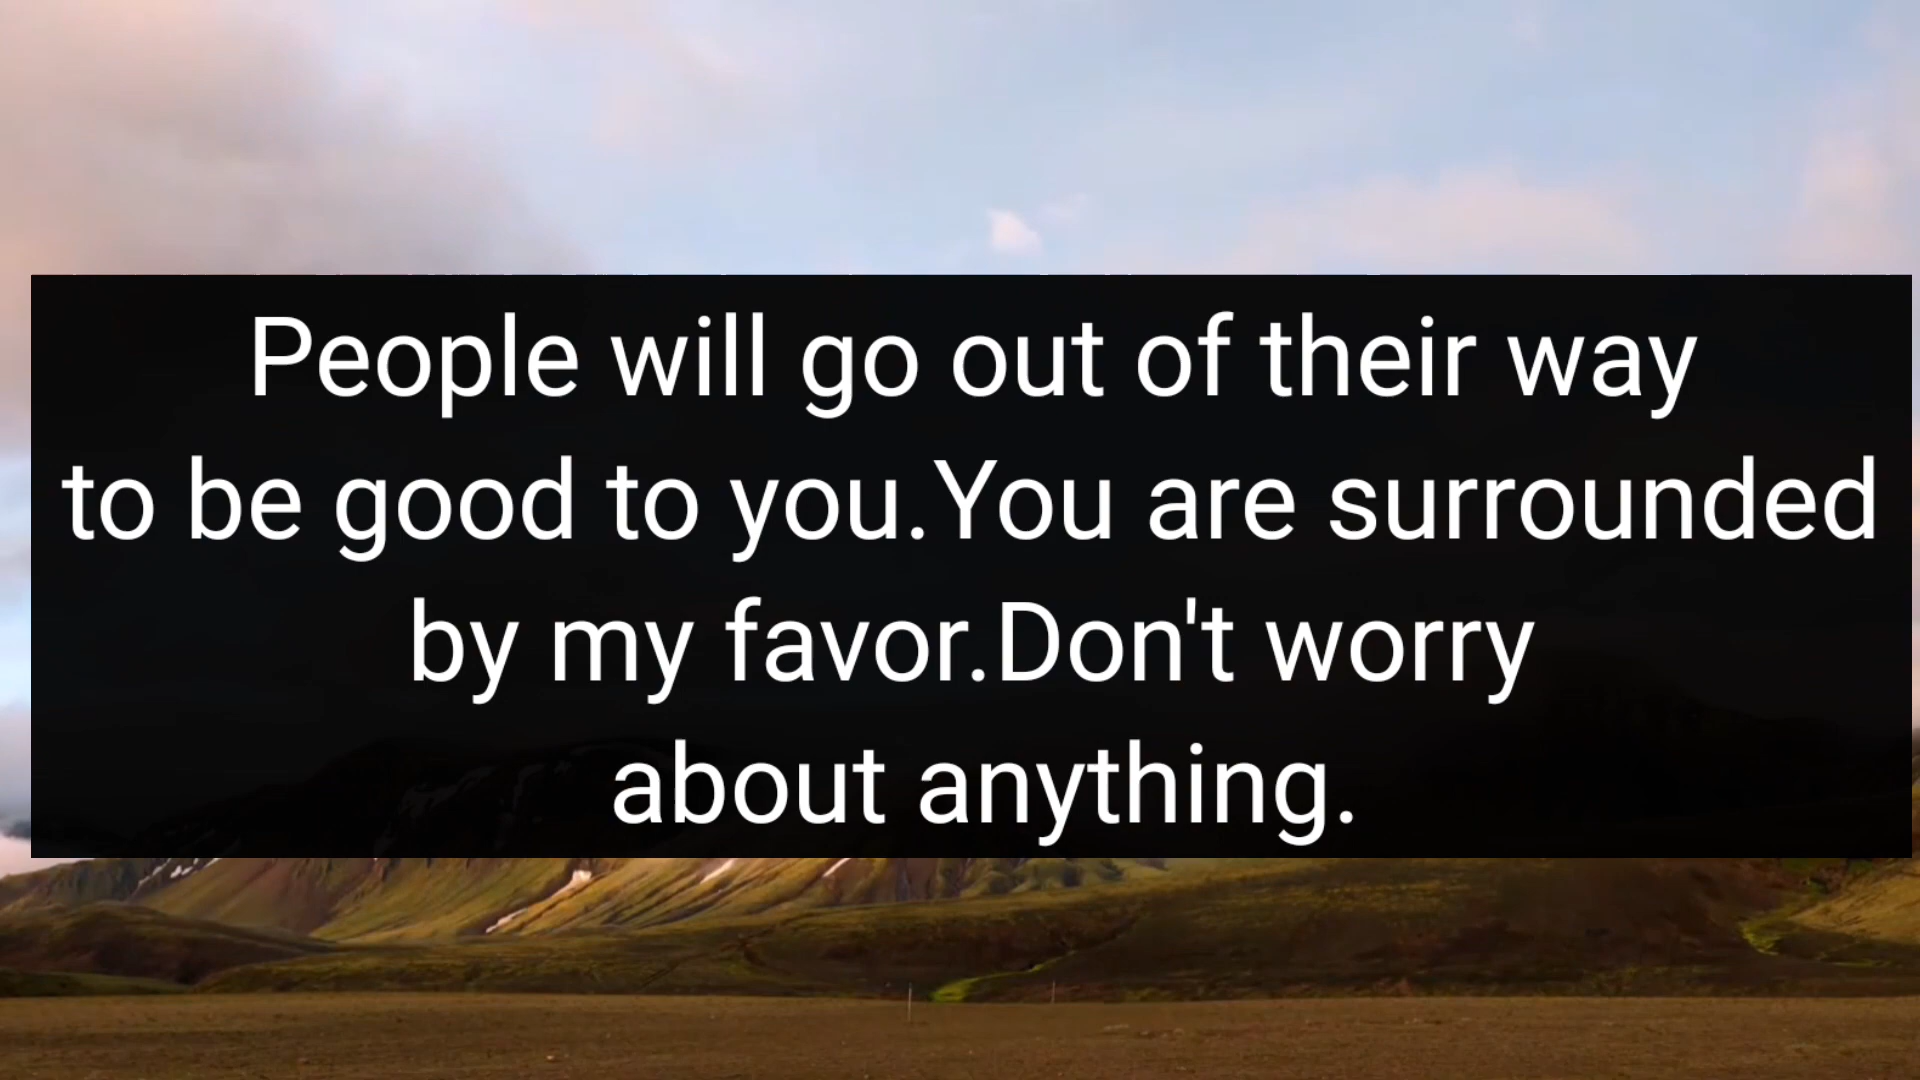 People will go out of their way
to be good to you.You are surrounded
by my favor.Don't worry
about anything.